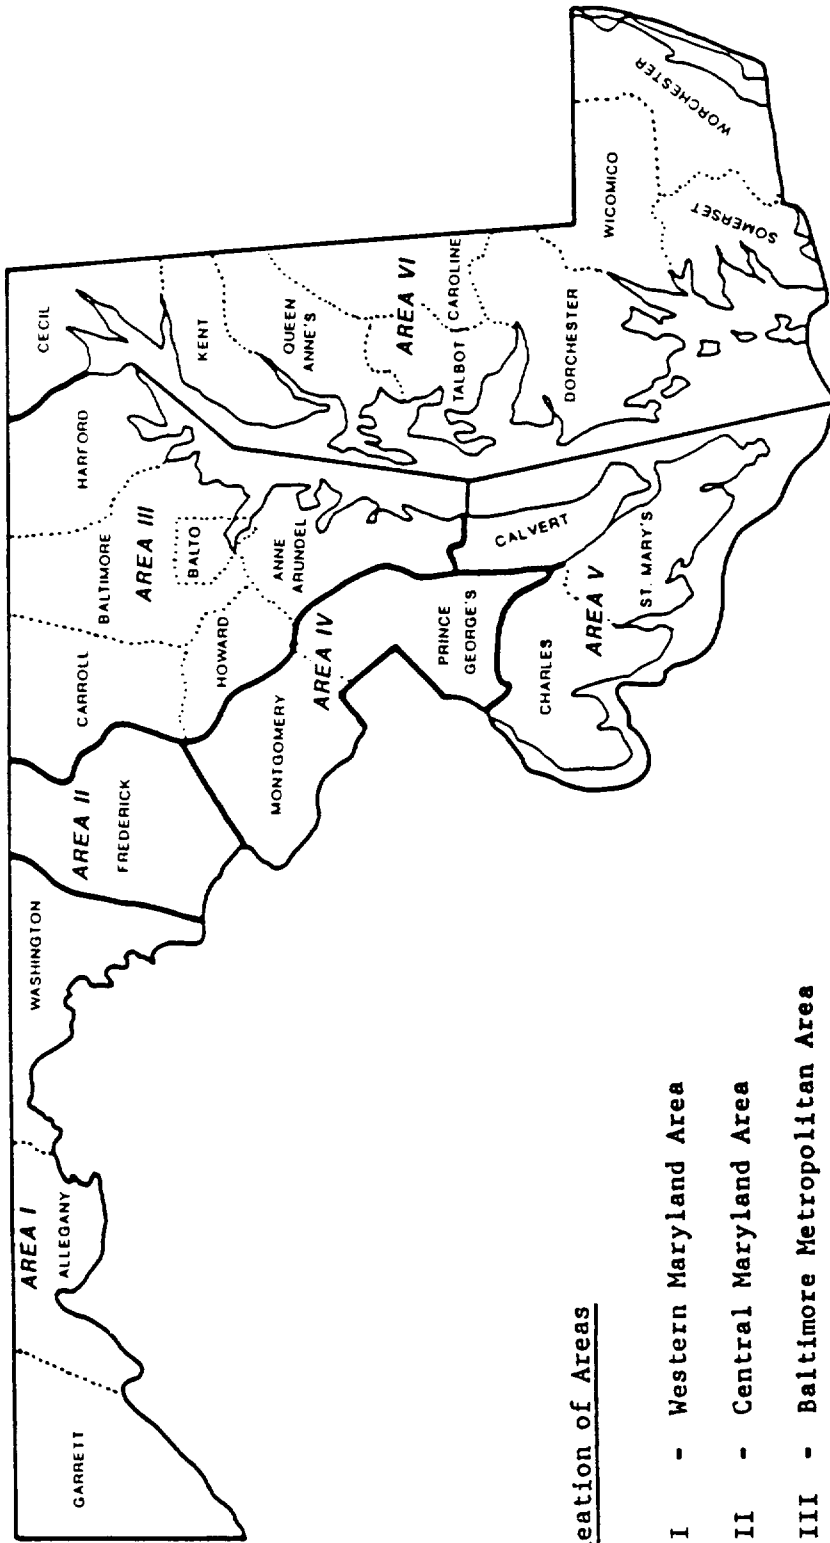 GARRETT
AREA I
ALLEGANY
WASHINGTON
AREA II
FREDERICK
CARROLL
BALTIMORE
HARFORD
CECIL
AREA III
BALTO
HOWARD
ANNE
ARUNDEL
MONTGOMERY
AREA IV
PRINCE
GEORGE'S
CALVERT
CHARLES
AREA V
ST. MARY'S
KENT
QUEEN
ANNE'S
AREA VI
TALBOT
CAROLINE
DORCHESTER
WICOMICO
SOMERSET
WORCHESTER
eation of Areas
I - Western Maryland Area
II - Central Maryland Area
III - Baltimore Metropolitan Area